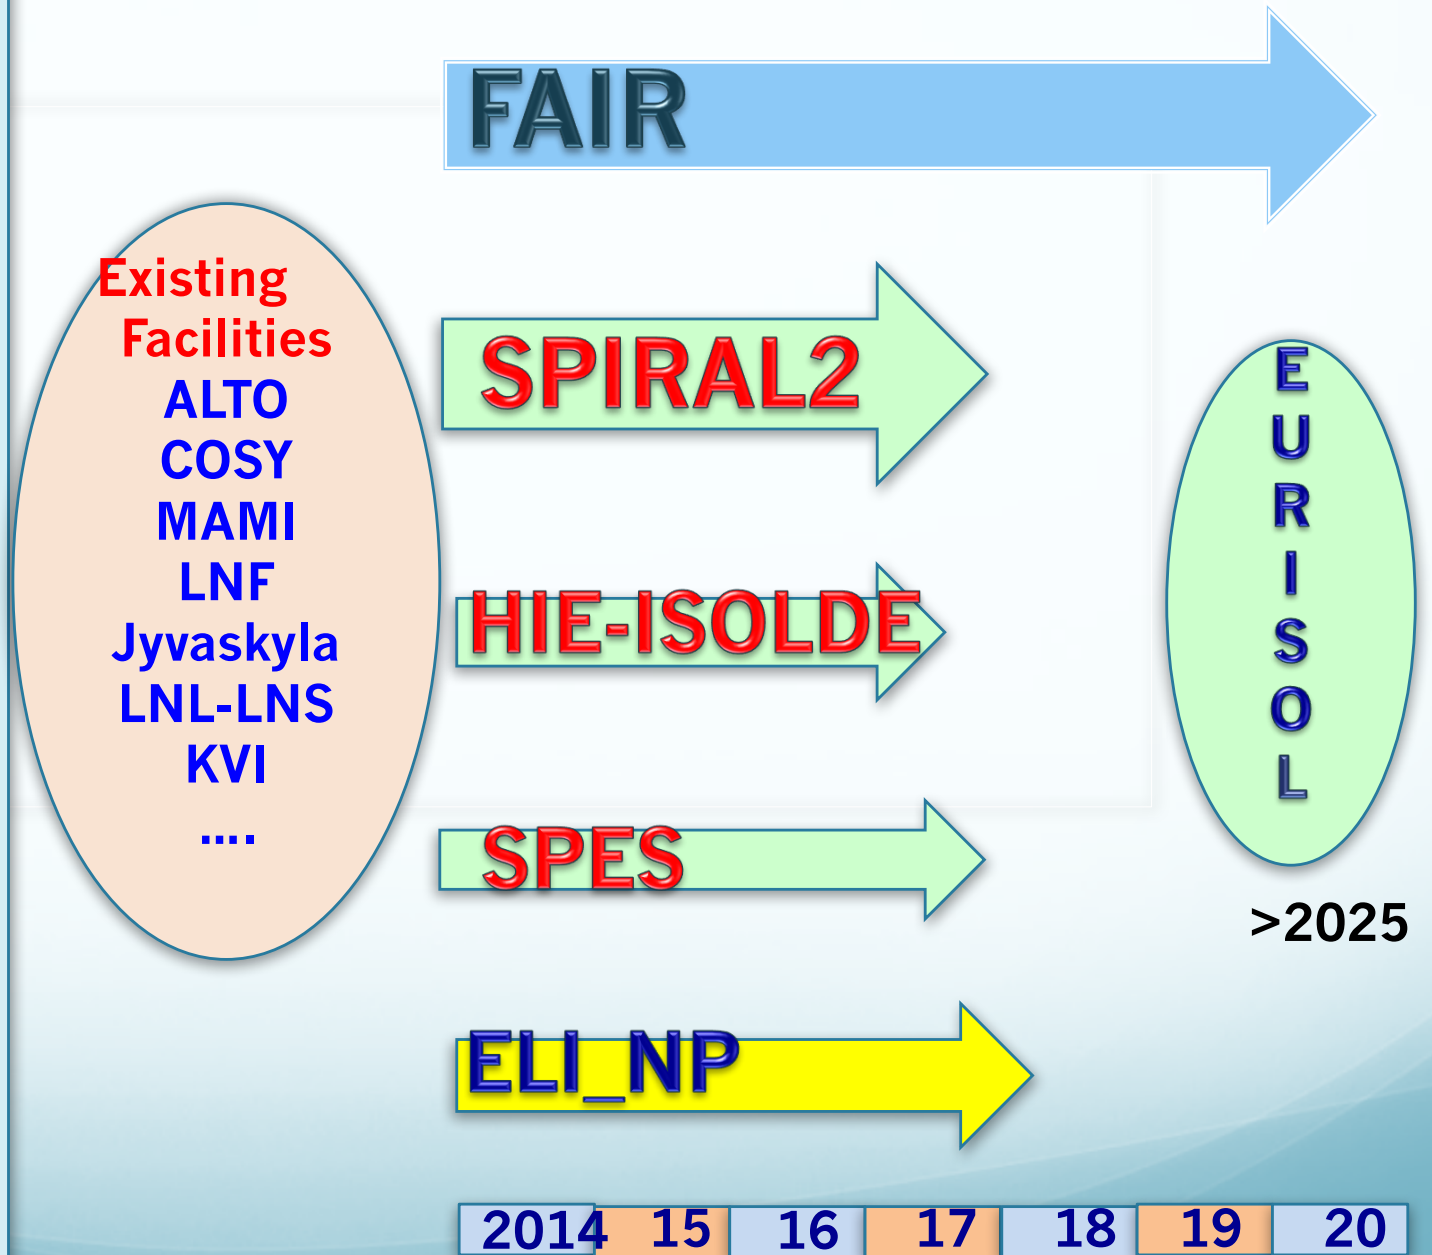 FAIR
Existing
Facilities
ALTO
COSY
MAMI
LNF
Jyvaskyla
LNL-LNS
KVI
....
SPIRAL2
HIE-ISOLDE
SPES
ELI_NP
E
U
R
I
S
O
L
>2025
2014 15 16 17 18 19 20